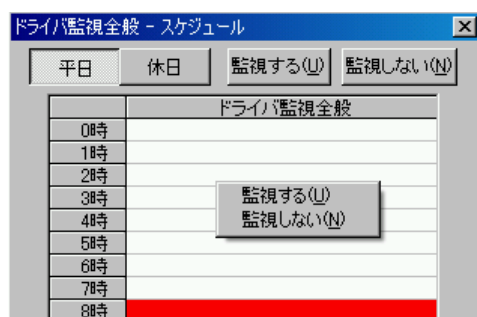 ドライバ監視全般 - スケジュール
平日 休日 監視する(U) 監視しない(N)
ドライバ監視全般
0時
1時
2時
3時
監視する(U)
4時
監視しない(N)
5時
6時
7時
8時